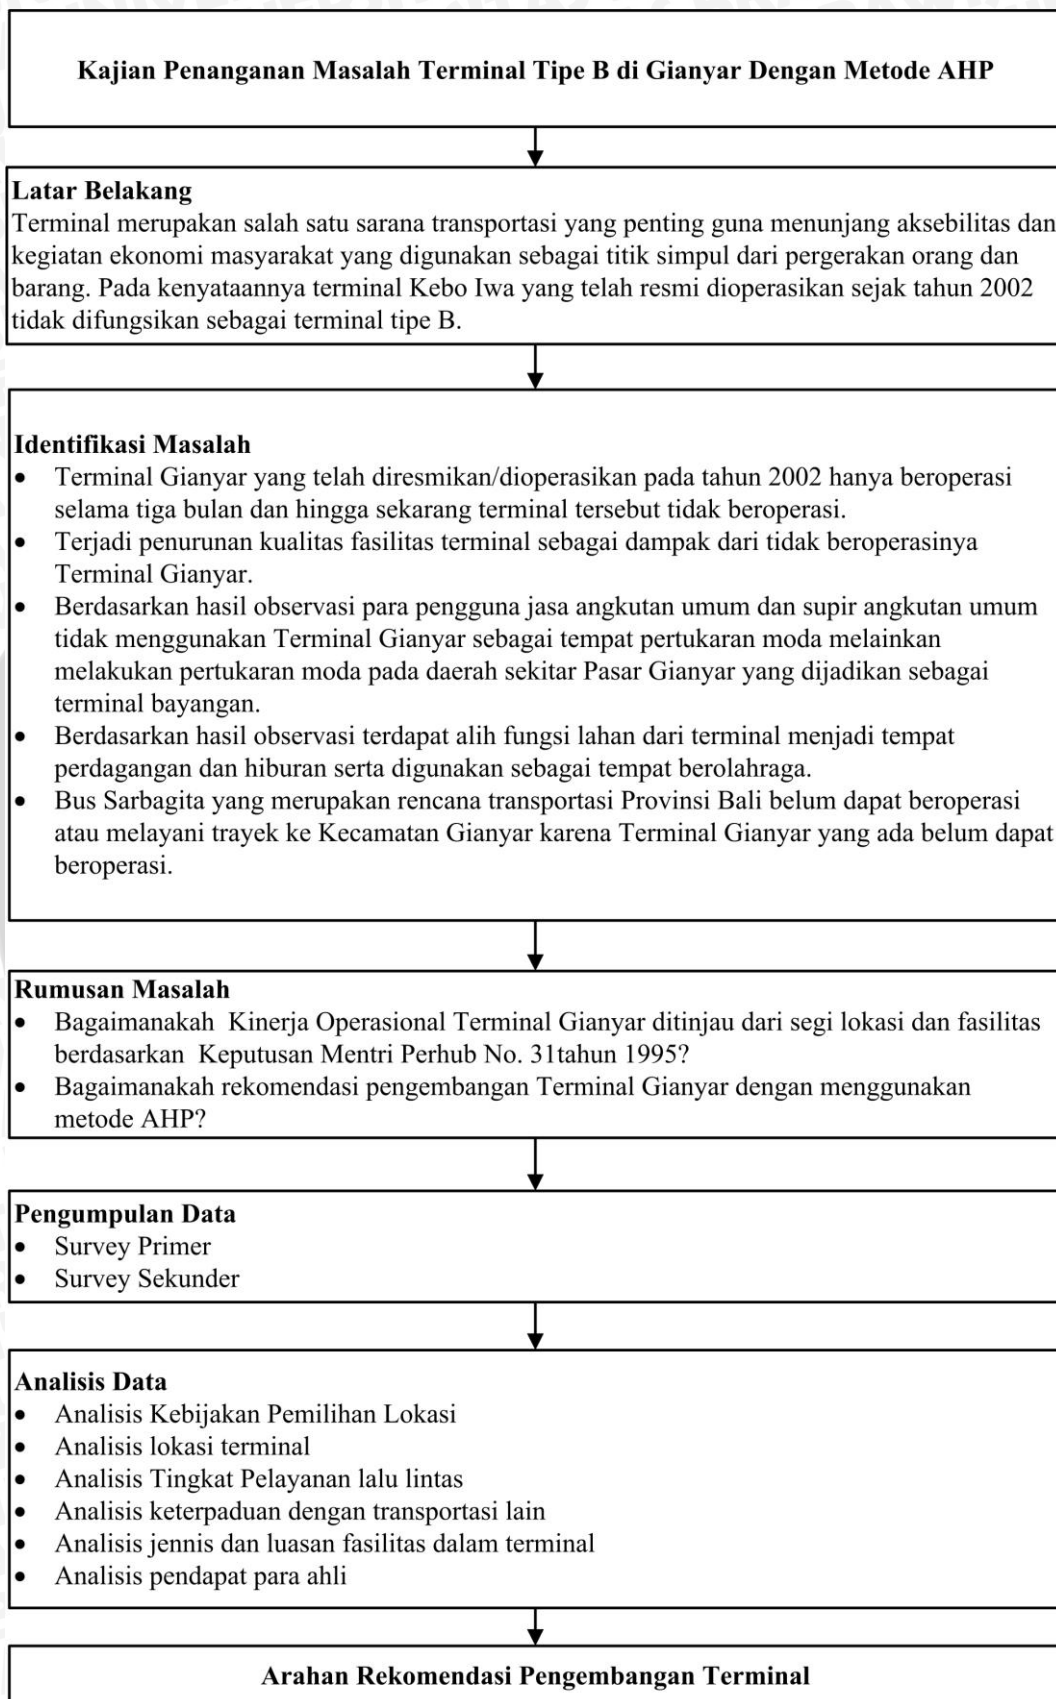 Kajian Penanganan Masalah Terminal Tipe B di Gianyar Dengan Metode AHP
Latar Belakang
Terminal merupakan salah satu sarana transportasi yang penting guna menunjang aksebilitas dan
kegiatan ekonomi masyarakat yang digunakan sebagai titik simpul dari pergerakan orang dan
barang. Pada kenyataannya terminal Kebo Iwa yang telah resmi dioperasikan sejak tahun 2002
tidak difungsikan sebagai terminal tipe B.
Identifikasi Masalah
• Terminal Gianyar yang telah diresmikan/dioperasikan pada tahun 2002 hanya beroperasi
selama tiga bulan dan hingga sekarang terminal tersebut tidak beroperasi.
• Terjadi penurunan kualitas fasilitas terminal sebagai dampak dari tidak beroperasinya
Terminal Gianyar.
• Berdasarkan hasil observasi para pengguna jasa angkutan umum dan supir angkutan umum
tidak menggunakan Terminal Gianyar sebagai tempat pertukaran moda melainkan
melakukan pertukaran moda pada daerah sekitar Pasar Gianyar yang dijadikan sebagai
terminal bayangan.
• Berdasarkan hasil observasi terdapat alih fungsi lahan dari terminal menjadi tempat
perdagangan dan hiburan serta digunakan sebagai tempat berolahraga.
• Bus Sarbagita yang merupakan rencana transportasi Provinsi Bali belum dapat beroperasi
atau melayani trayek ke Kecamatan Gianyar karena Terminal Gianyar yang ada belum dapat
beroperasi.
Rumusan Masalah
• Bagaimanakah Kinerja Operasional Terminal Gianyar ditinjau dari segi lokasi dan fasilitas
berdasarkan Keputusan Mentri Perhub No. 31tahun 1995?
• Bagaimanakah rekomendasi pengembangan Terminal Gianyar dengan menggunakan
metode AHP?
Pengumpulan Data
• Survey Primer
• Survey Sekunder
Analisis Data
• Analisis Kebijakan Pemilihan Lokasi
• Analisis lokasi terminal
• Analisis Tingkat Pelayanan lalu lintas
• Analisis keterpaduan dengan transportasi lain
• Analisis jennis dan luasan fasilitas dalam terminal
• Analisis pendapat para ahli
Arahan Rekomendasi Pengembangan Terminal